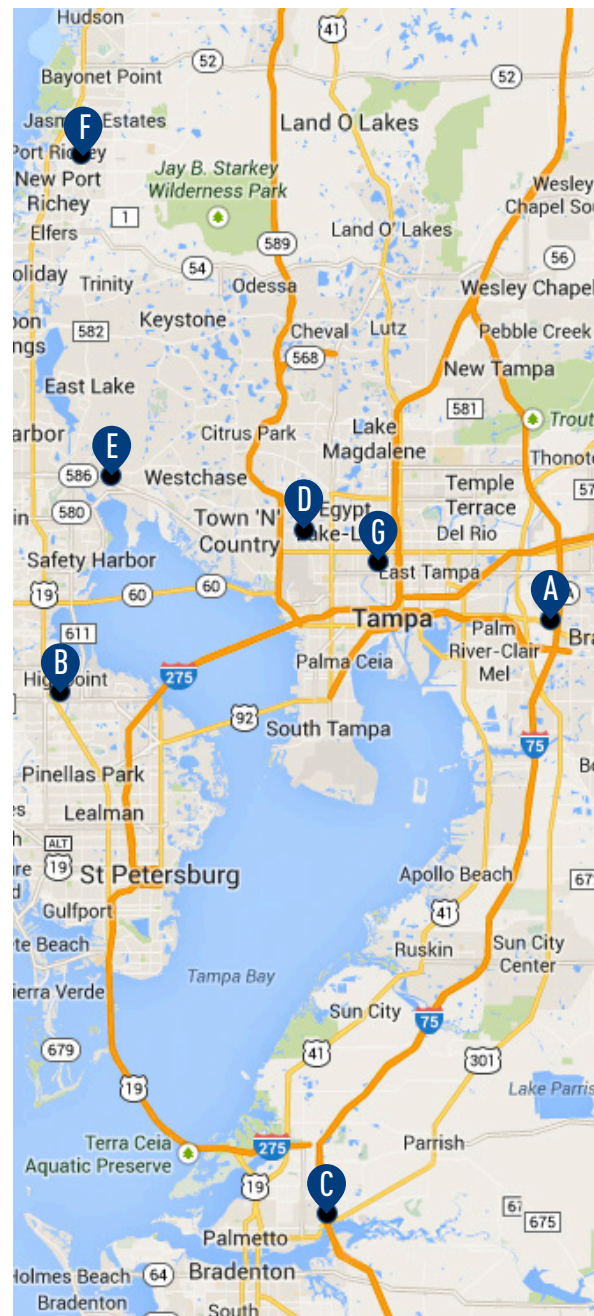 Hudson
41
52
52
Bayonet Point
Land O Lakes
F
Port Richey
Jay B. Starkey
Wilderness Park
New Port
Richey
Wesley
1
Land O' Lakes
Elfers
589
56
54
Odessa
Trinity
Wesley Chapel
Keystone
582
Cheval
Lutz
Pebble Creek
568
New Tampa
East Lake
581
Citrus Park
Lake
Magdalene
E
586
Westchase
Temple
Terrace
D
580
Town 'N'
Country
Egypt
G
Del Rio
Safety Harbor
East Tampa
19
60
60
A
Tampa
611
Palm
River-Clair
Mel
B
Palma Ceia
275
92
South Tampa
75
Pinellas Park
Lealman
ALT
19
St Petersburg
Apollo Beach
Gulfport
41
Sun City
Center
Ruskin
Tampa Bay
Sun City
75
679
41
301
19
Terra Ceia
Aquatic Preserve
275
Parrish
19
C
675
Palmetto
64
Bradenton
Holmes Beach
Bradenton
South